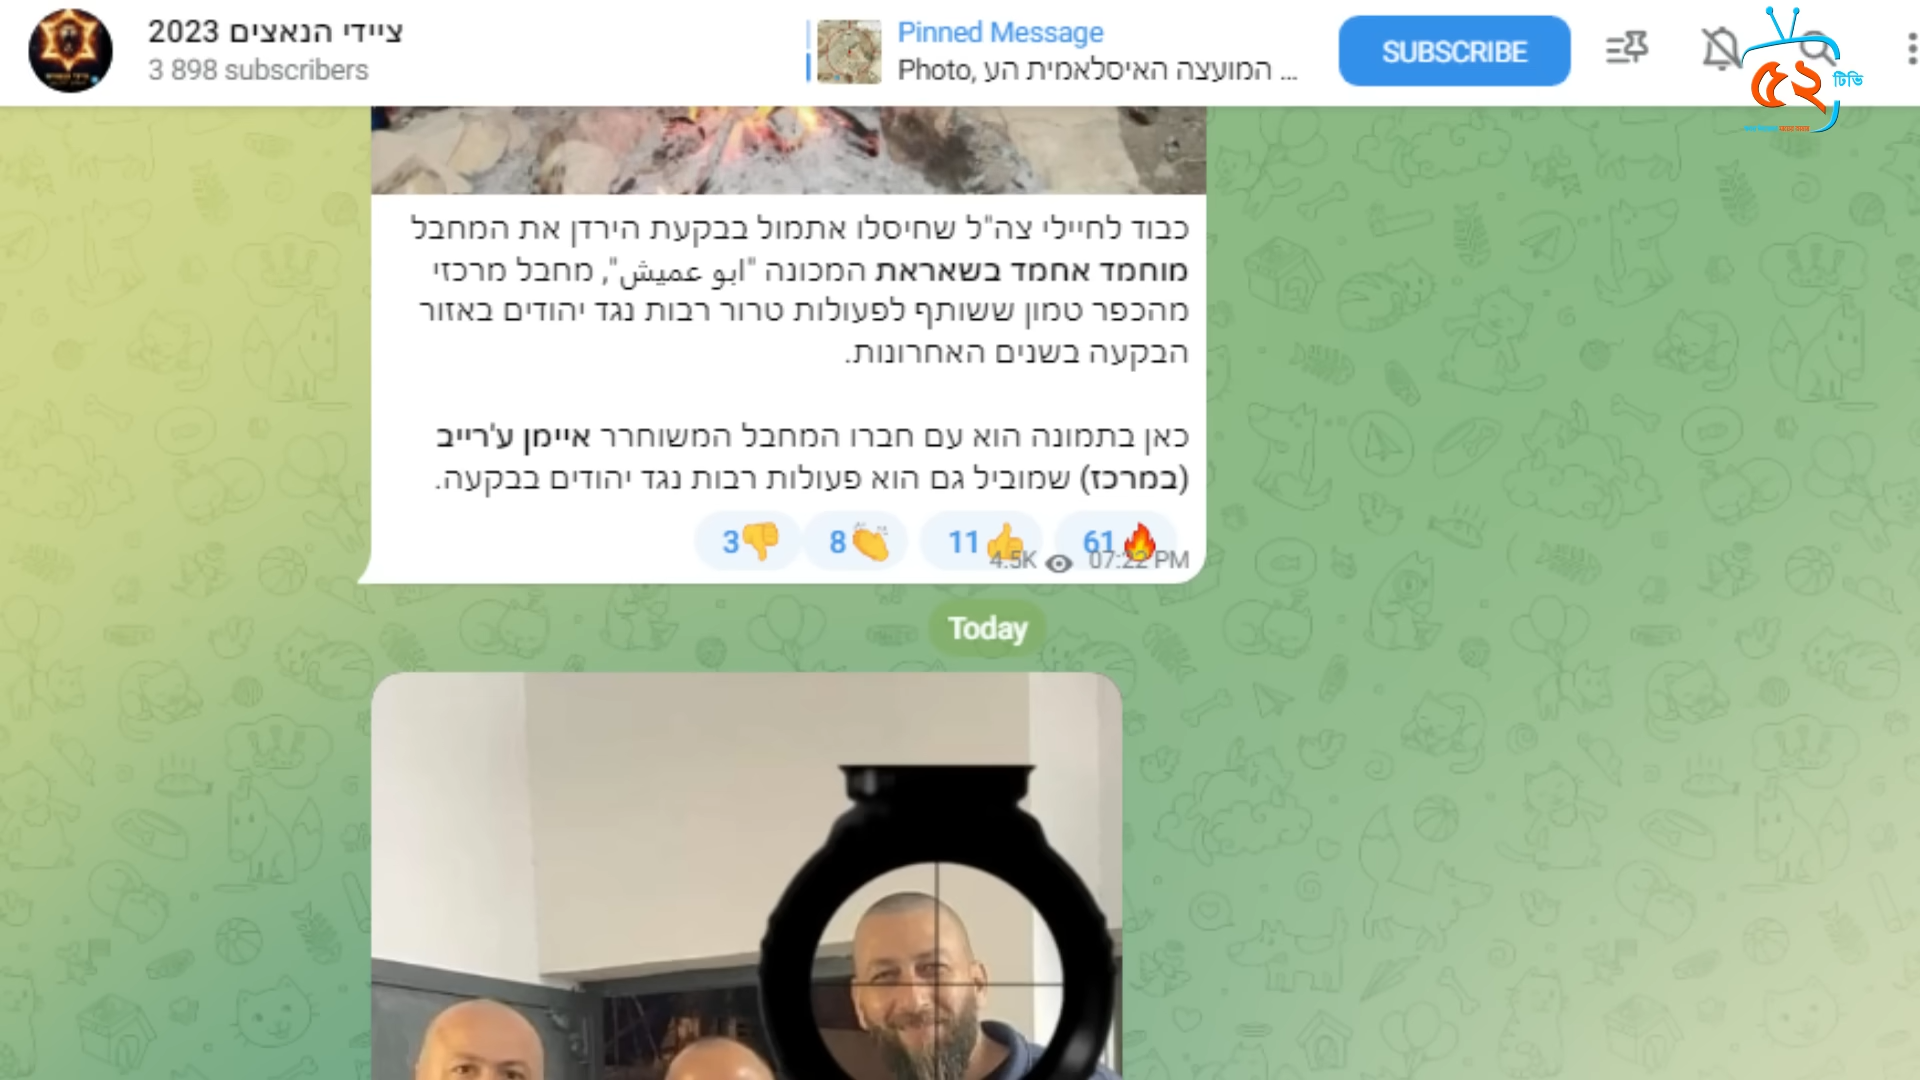 ציידי הנאצים 2023
3 898 subscribers
Pinned Message
Photo, המועצה האיסלאמית הע ...
SUBSCRIBE
৫২ টিভি
כבוד לחיילי צה"ל שחיסלו אתמול בבקעת הירדן את המחבל
מוחמד אחמד בשאראת המכונה "ابو عميش", מחבל מרכזי
מהכפר טמון ששותף לפעולות טרור רבות נגד יהודים באזור
הבקעה בשנים האחרונות.
כאן בתמונה הוא עם חברו המחבל המשוחרר איימן ע'רייב
(במרכז) שמוביל גם הוא פעולות רבות נגד יהודים בבקעה.
3👎 8👏 11👍 61🔥
4.5K 07:22 PM
Today